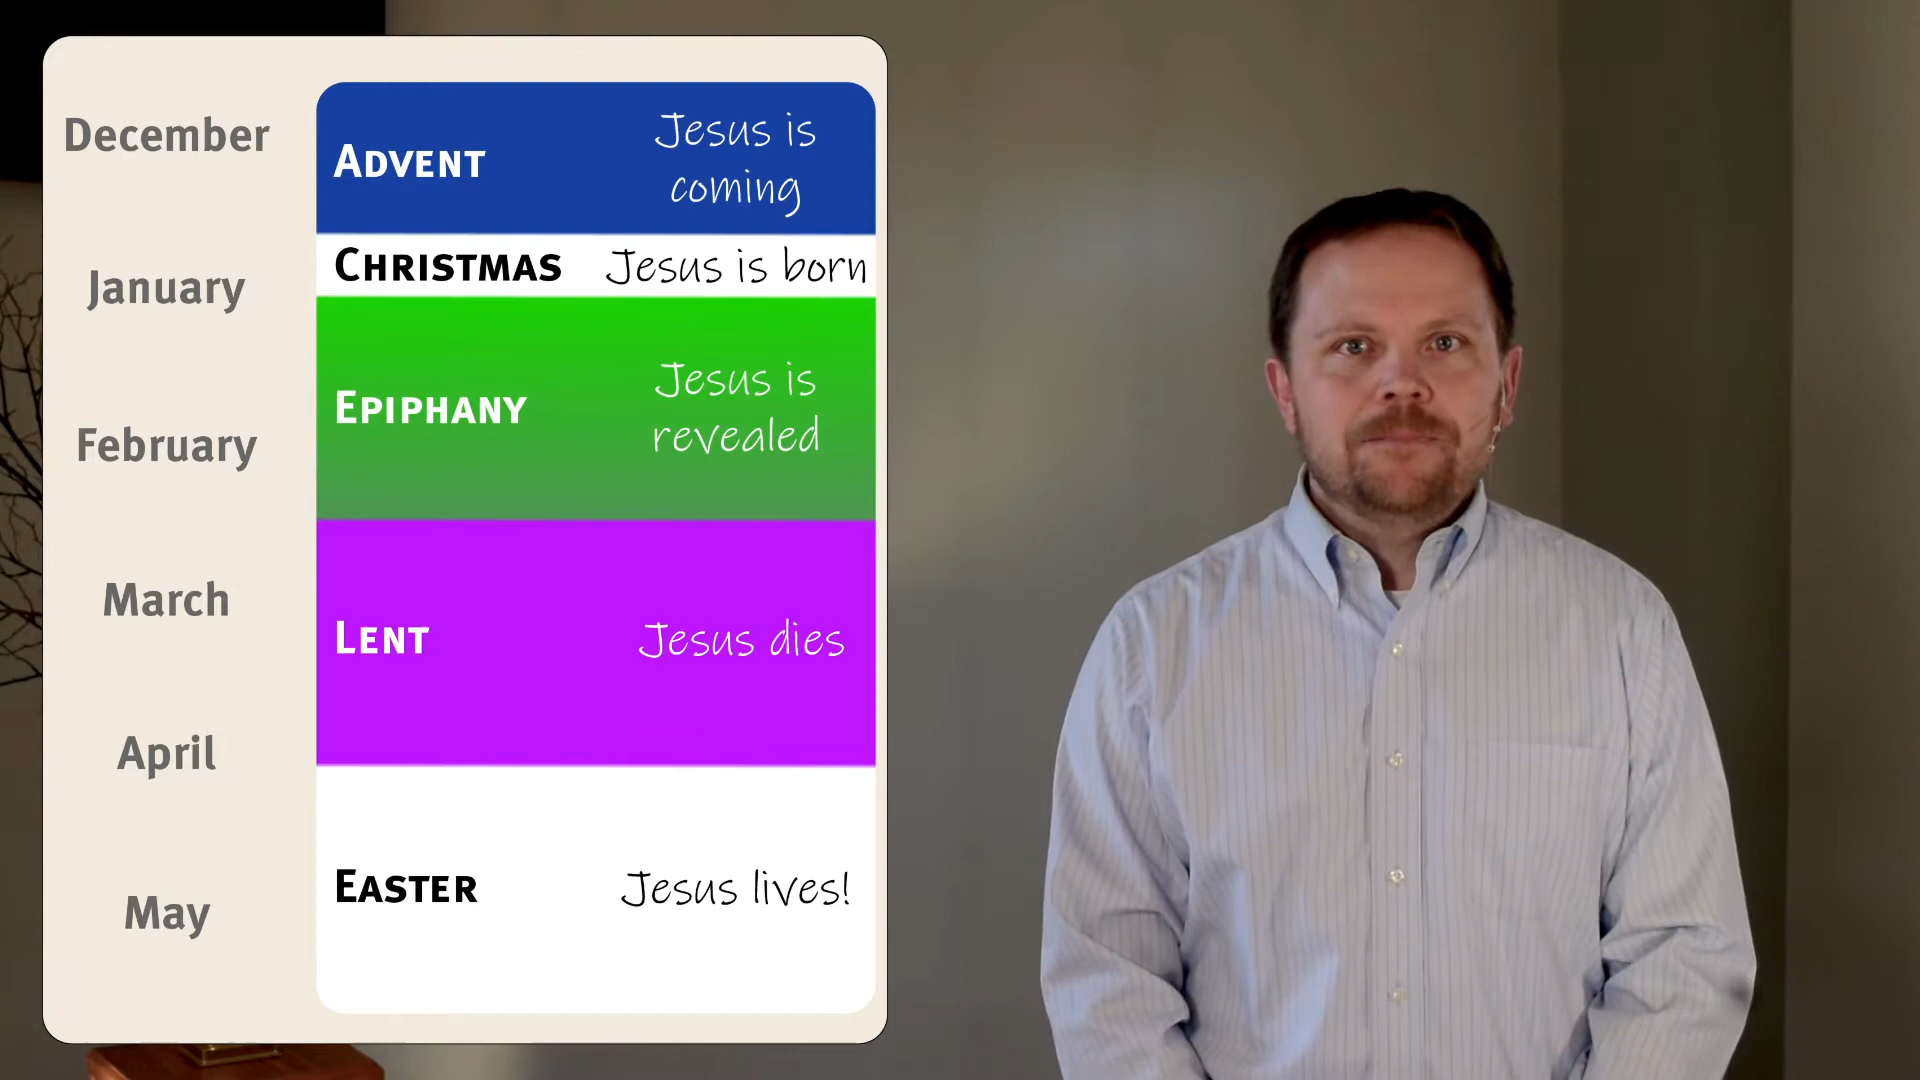 December
January
February
March
April
May
ADVENT
Jesus is
coming
CHRISTMAS
Jesus is born
EPIPHANY
Jesus is
revealed
LENT
Jesus dies
EASTER
Jesus lives!